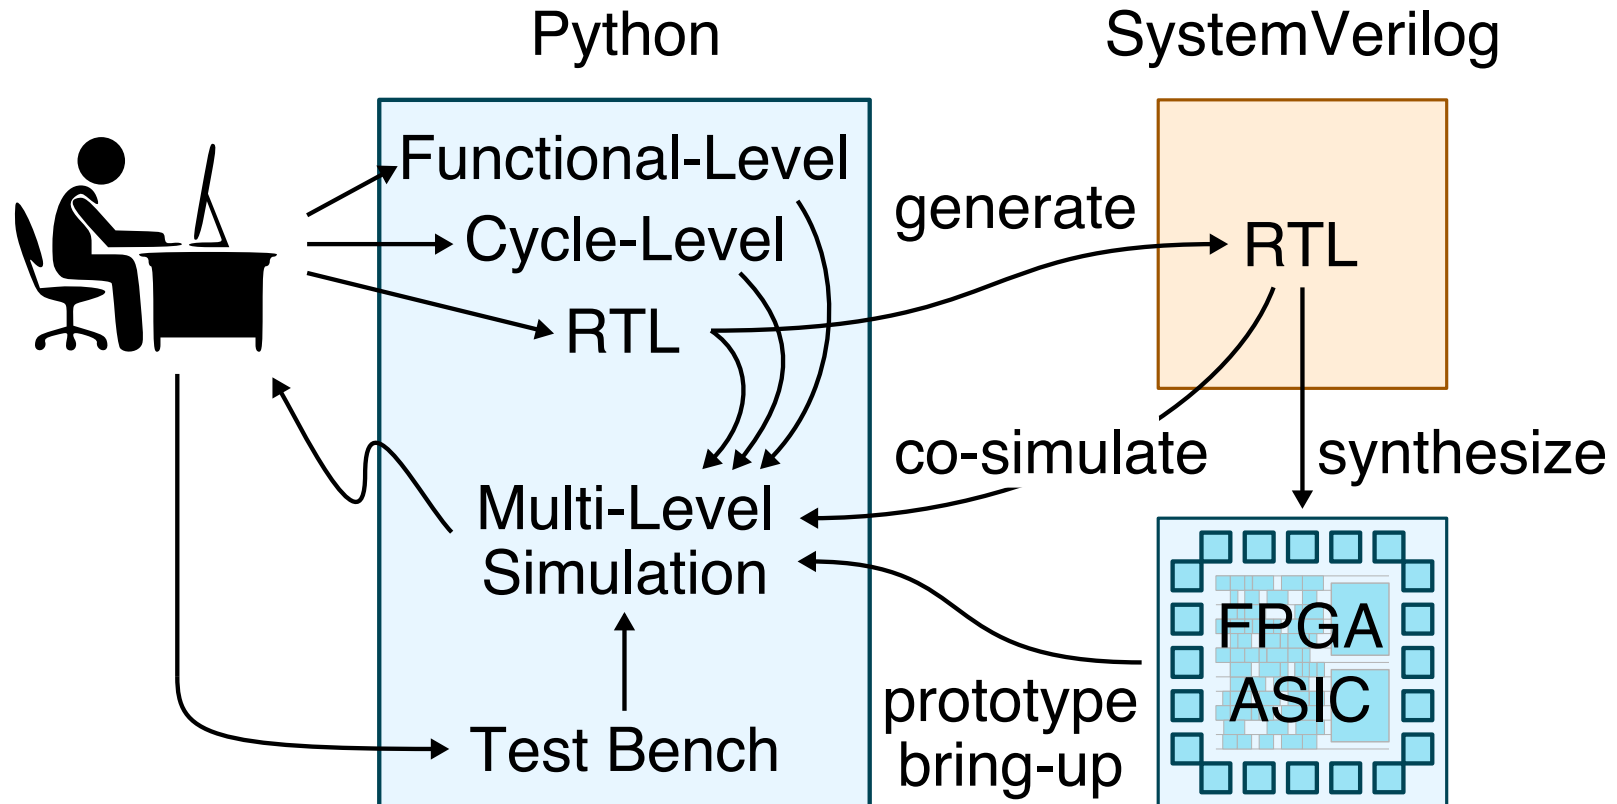 Python
SystemVerilog
Functional-Level
Cycle-Level
RTL
generate
RTL
co-simulate
synthesize
Multi-Level
Simulation
Test Bench
prototype
bring-up
FPGA
ASIC